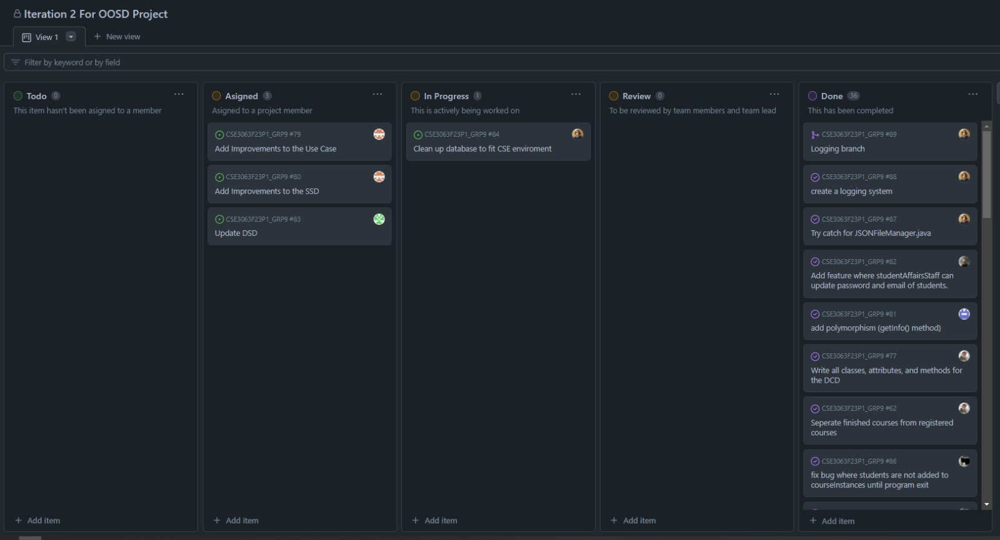 Iteration 2 For OOSD Project
View 1
New view
Filter by keyword or by field
Todo 0
This item hasn't been asigned to a member
Add item
Asigned 3
Asigned to a project member
CSE3063F23P1_GRP9 #79
Add Improvements to the Use Case
CSE3063F23P1_GRP9 #80
Add Improvements to the SSD
CSE3063F23P1_GRP9 #83
Update DSD
Add item
In Progress 1
This is actively being worked on
CSE3063F23P1_GRP9 #84
Clean up database to fit CSE enviroment
Add item
Review 0
To be reviewed by team members and team lead
Add item
Done 36
This has been completed
CSE3063F23P1_GRP9 #89
Logging branch
CSE3063F23P1_GRP9 #88
create a logging system
CSE3063F23P1_GRP9 #87
Try catch for JSONFileManager.java
CSE3063F23P1_GRP9 #82
Add feature where studentAffairsStaff can
update password and email of students.
CSE3063F23P1_GRP9 #81
add polymorphism (getInfo() method)
CSE3063F23P1_GRP9 #77
Write all classes, attributes, and methods for
the DCD
CSE3063F23P1_GRP9 #62
Seperate finished courses from registered
courses
CSE3063F23P1_GRP9 #86
fix bug where students are not added to
courseInstances until program exit
Add item